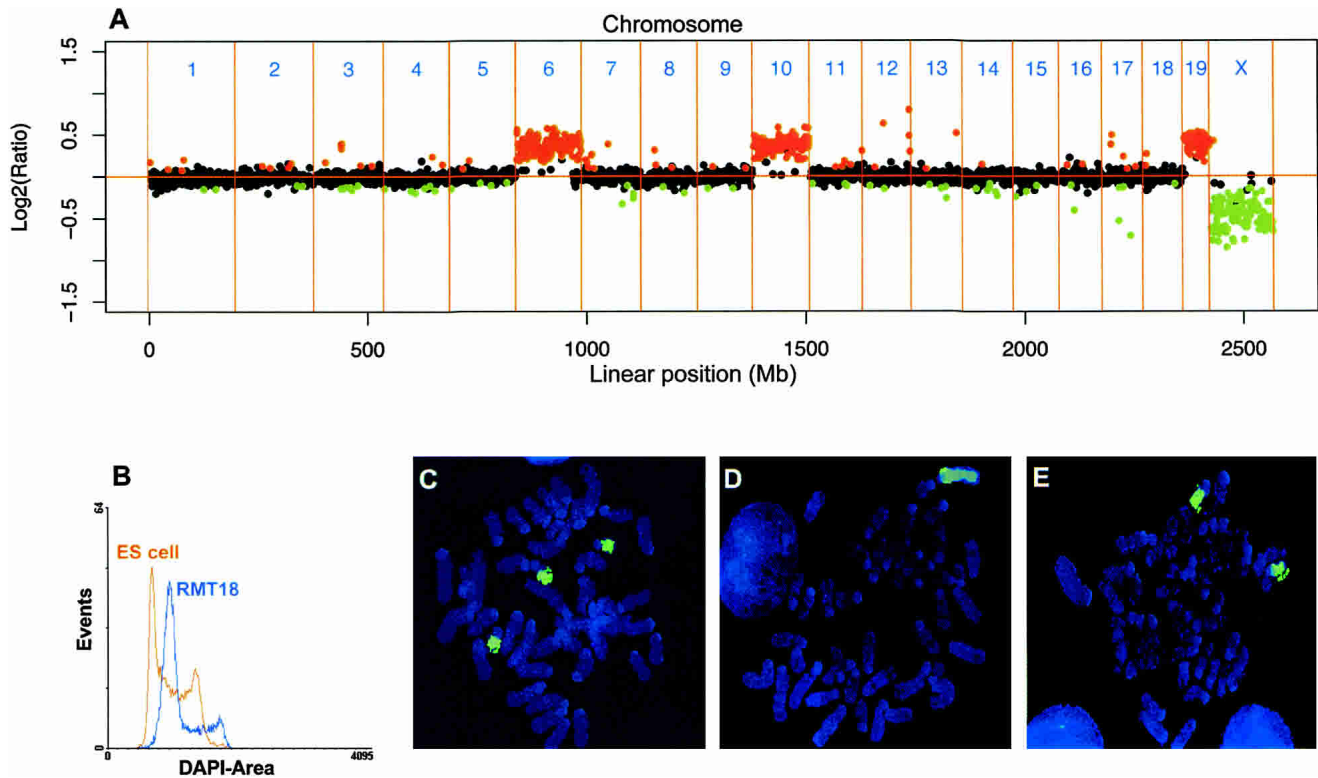 A
Chromosome
1 2 3 4 5 6 7 8 9 10 11 12 13 14 15 16 17 18 19 X
1.5
0.5
−0.5
−1.5
Log2(Ratio)
0 500 1000 1500 2000 2500
Linear position (Mb)
B
64
ES cell
RMT18
Events
0
0 4095
DAPI-Area
C
D
E